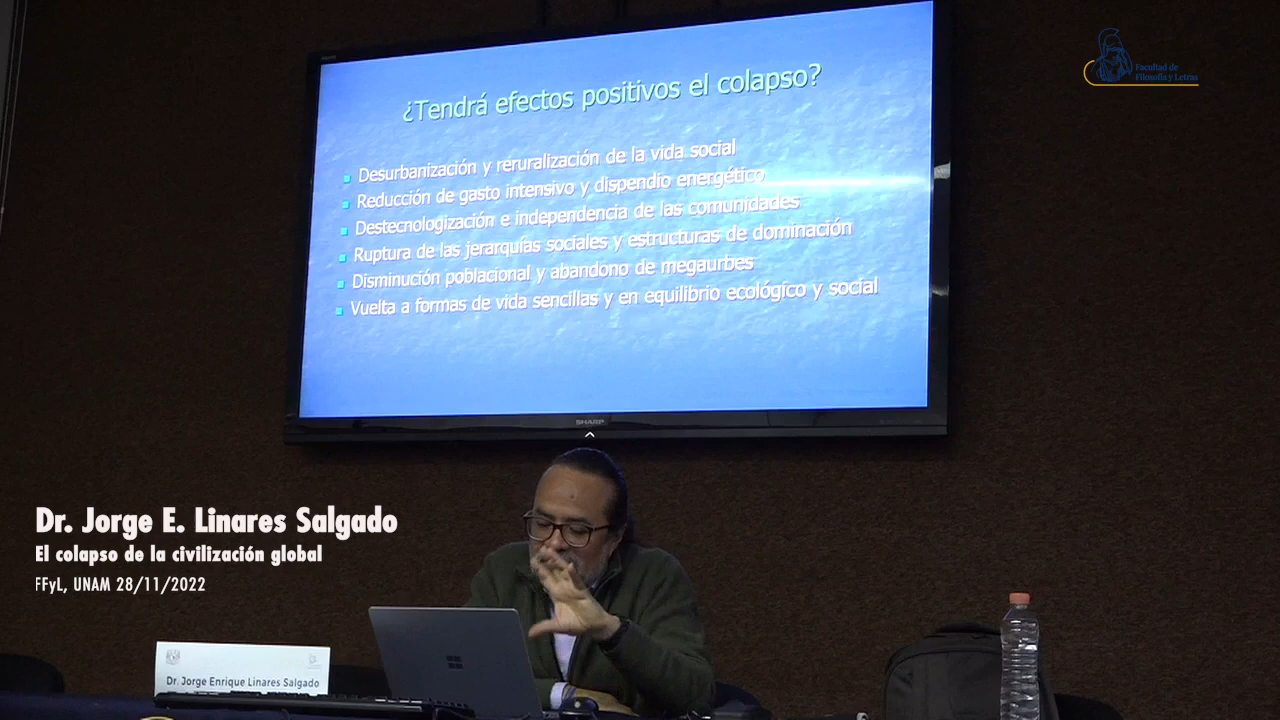 ¿Tendrá efectos positivos el colapso?
Desurbanización y reruralización de la vida social
Reducción de gasto intensivo y dispendio energético
Destecnologización e independencia de las comunidades
Ruptura de las jerarquías sociales y estructuras de dominación
Disminución poblacional y abandono de megaurbes
Vuelta a formas de vida sencillas y en equilibrio ecológico y social
SHARP
Facultad de
Filosofía y Letras
Dr. Jorge E. Linares Salgado
El colapso de la civilización global
FFyL, UNAM 28/11/2022
Dr. Jorge Enrique Linares Salgado